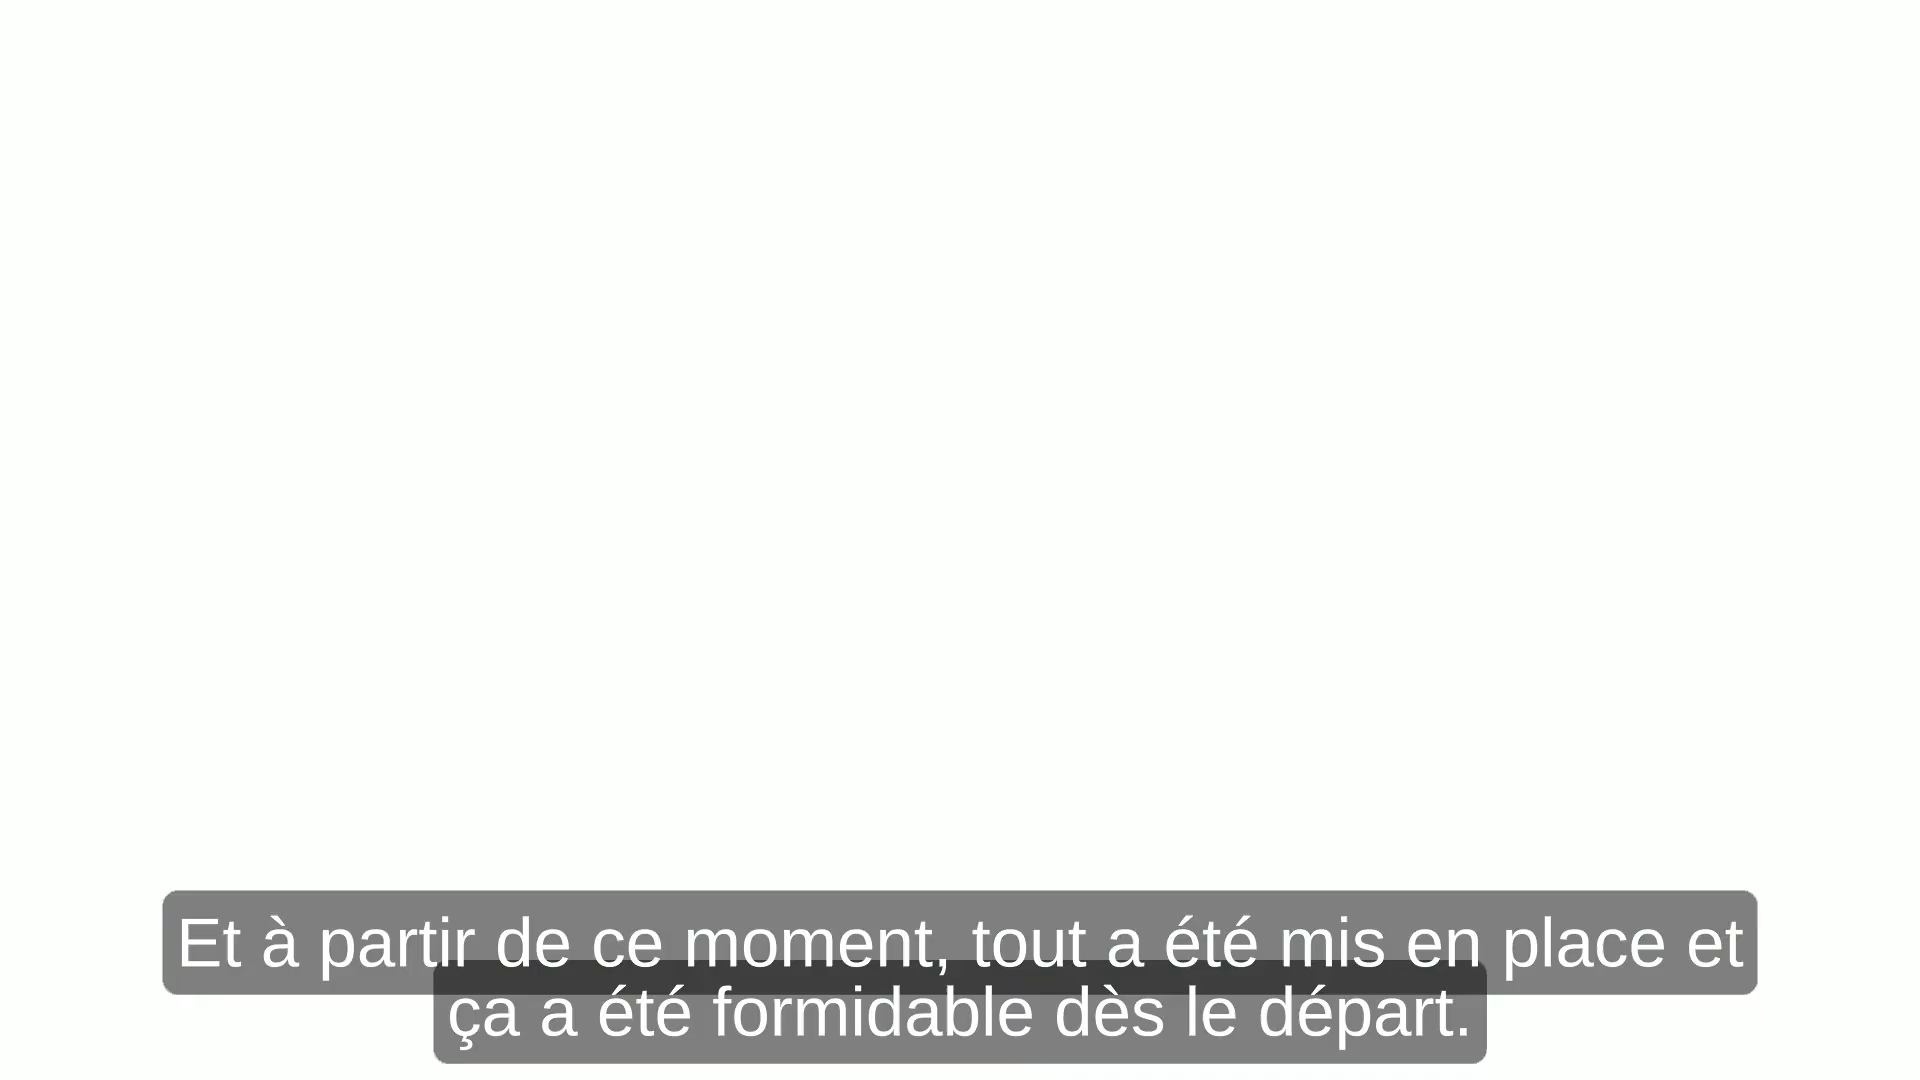 Et à partir de ce moment, tout a été mis en place et
ça a été formidable dès le départ.